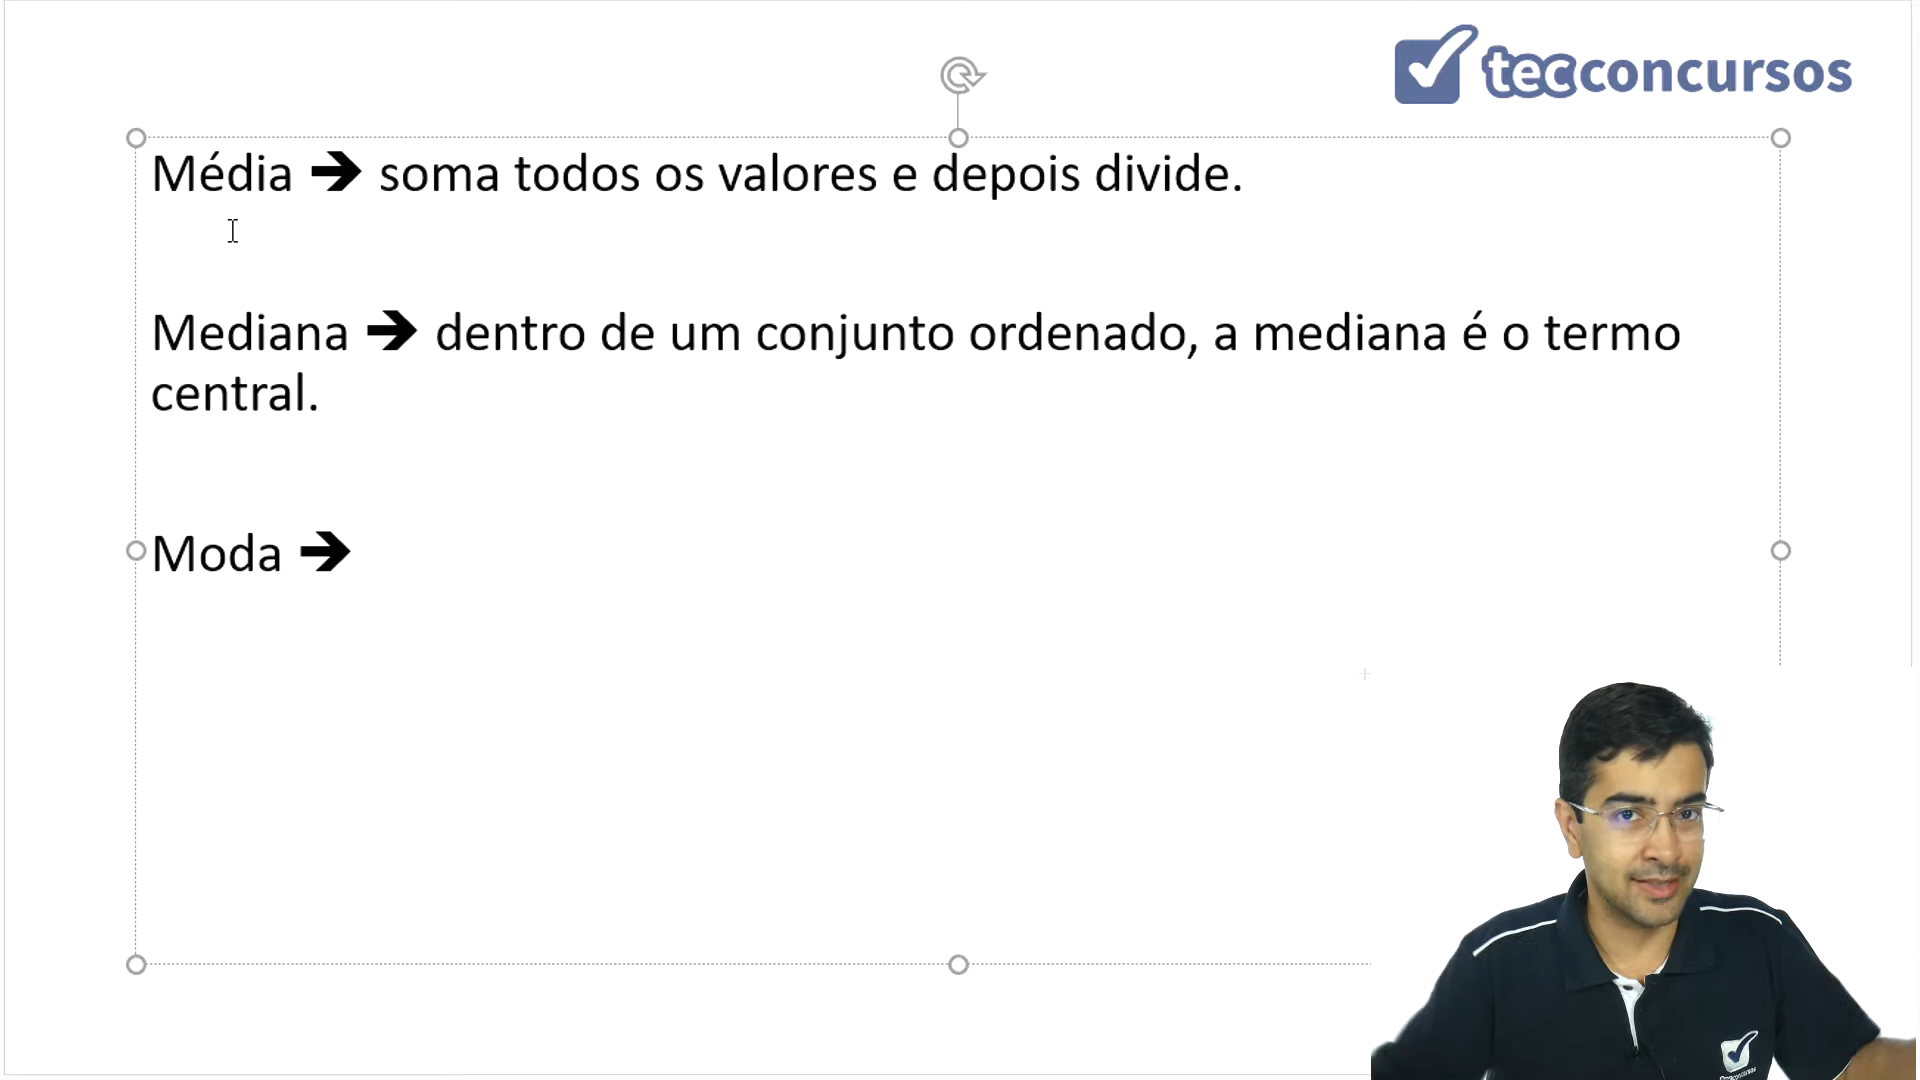 tecconcursos
Média ➔ soma todos os valores e depois divide.
Mediana ➔ dentro de um conjunto ordenado, a mediana é o termo
central.
Moda ➔